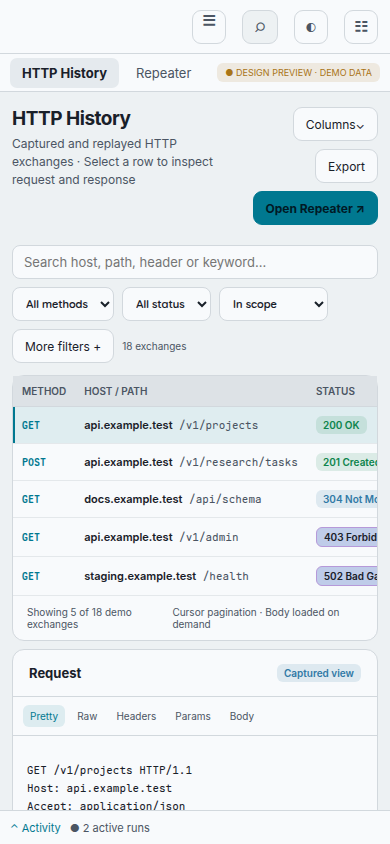 HTTP History
Repeater
DESIGN PREVIEW · DEMO DATA
HTTP History
Captured and replayed HTTP
exchanges · Select a row to inspect
request and response
Columns
Export
Open Repeater ↗
Search host, path, header or keyword...
All methods
All status
In scope
More filters +
18 exchanges
METHOD HOST / PATH STATUS
GET api.example.test /v1/projects 200 OK
POST api.example.test /v1/research/tasks 201 Created
GET docs.example.test /api/schema 304 Not Mo
GET api.example.test /v1/admin 403 Forbid
GET staging.example.test /health 502 Bad Ga
Showing 5 of 18 demo
exchanges
Cursor pagination · Body loaded on
demand
Request
Captured view
Pretty Raw Headers Params Body
GET /v1/projects HTTP/1.1
Host: api.example.test
Accept: application/json
^ Activity ● 2 active runs